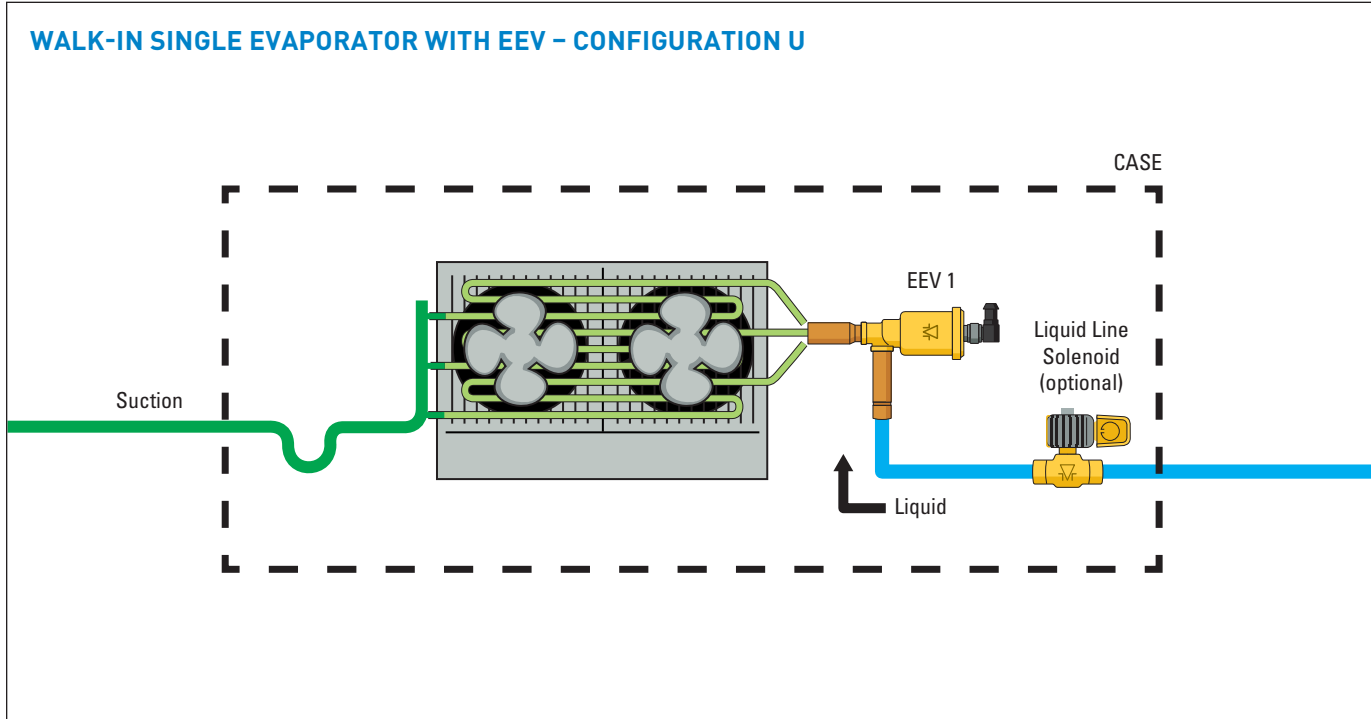 WALK-IN SINGLE EVAPORATOR WITH EEV – CONFIGURATION U
CASE
EEV 1
Liquid Line
Solenoid
(optional)
Suction
Liquid